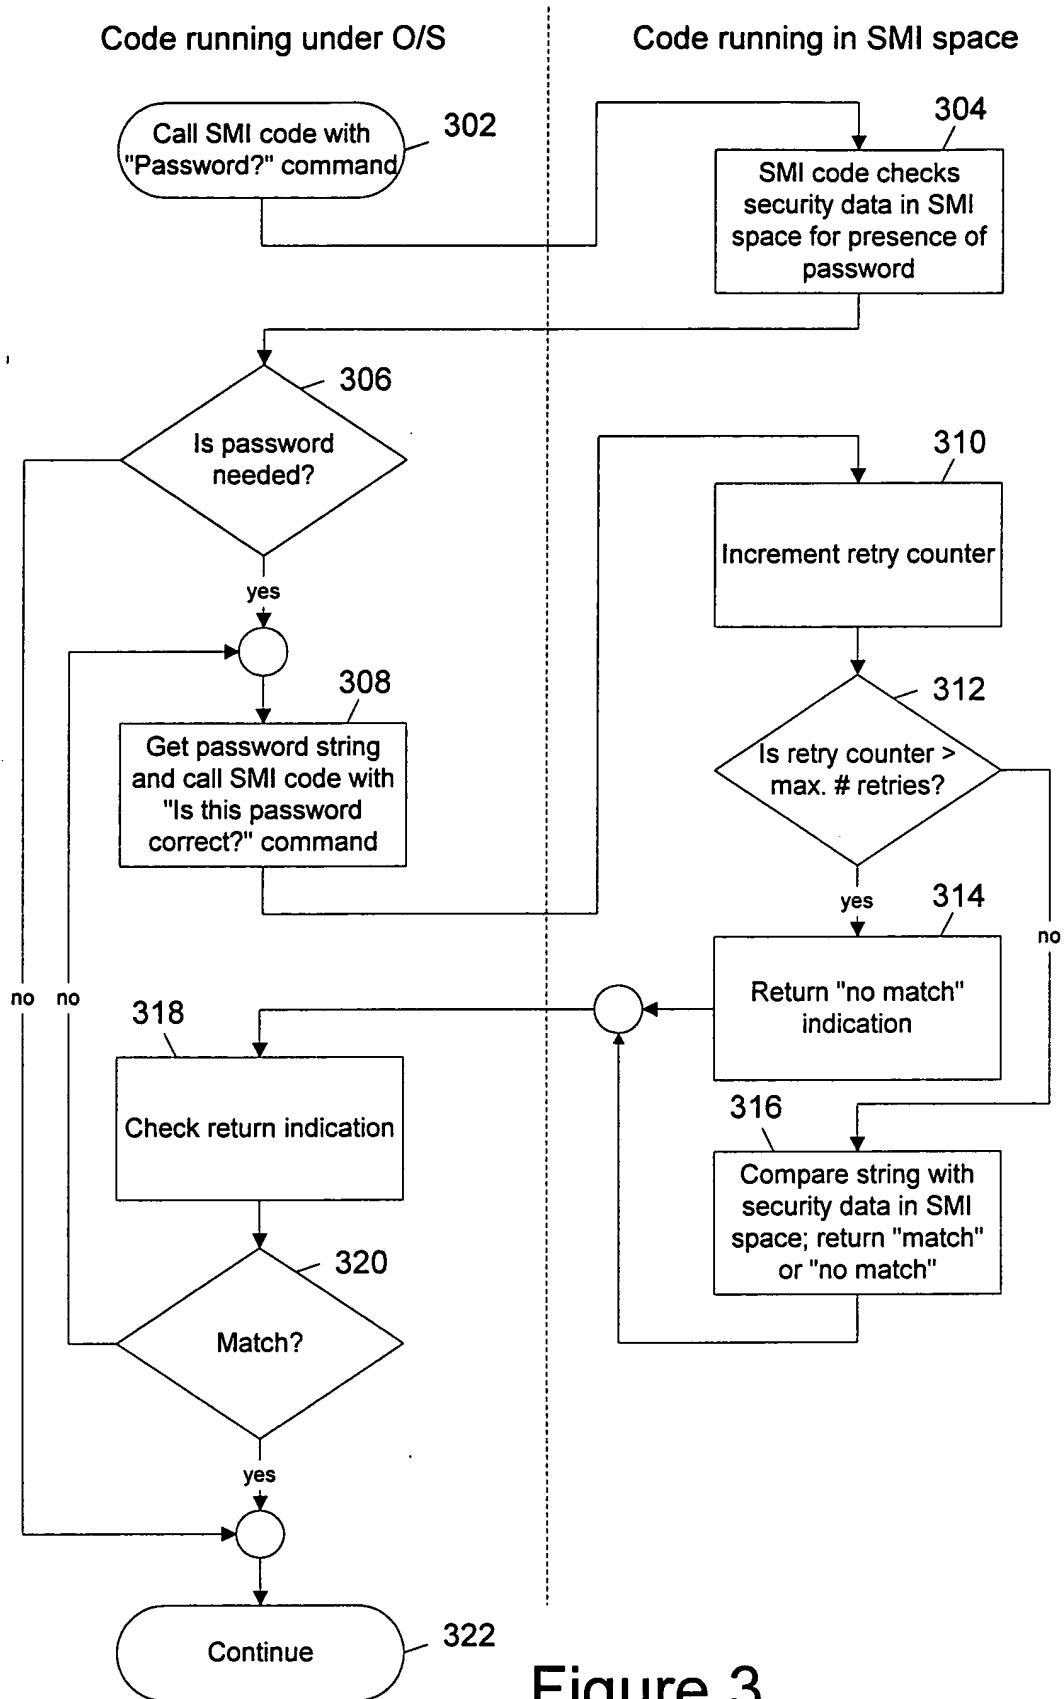 Code running under O/S
Code running in SMI space
Call SMI code with
"Password?" command
302
304
SMI code checks
security data in SMI
space for presence of
password
306
Is password
needed?
yes
310
Increment retry counter
308
Get password string
and call SMI code with
"Is this password
correct?" command
312
Is retry counter >
max. # retries?
yes
no
314
Return "no match"
indication
no
no
318
Check return indication
316
Compare string with
security data in SMI
space; return "match"
or "no match"
320
Match?
yes
Continue
322
Figure 3